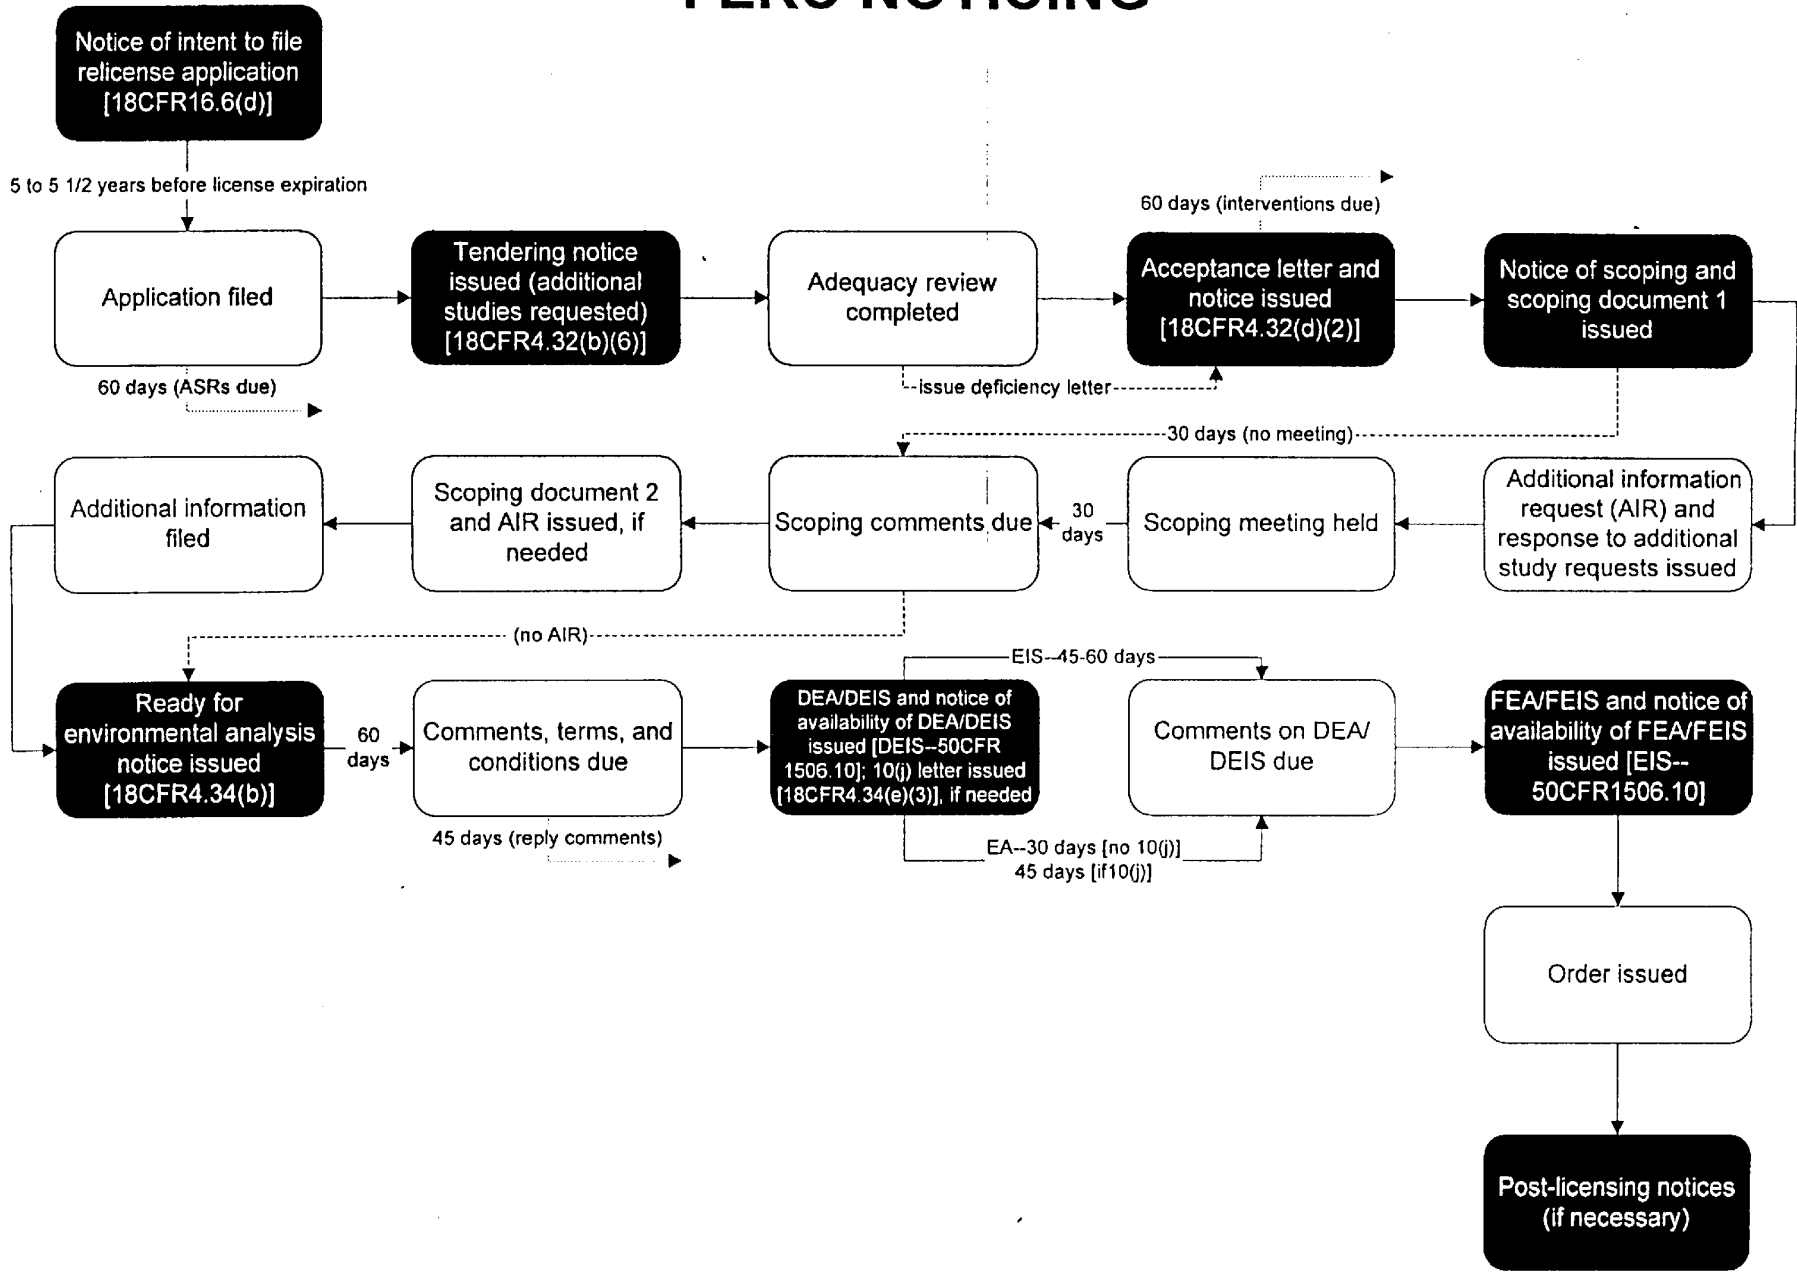 FERC NOTICING
Notice of intent to file
relicense application
[18CFR16.6(d)]
5 to 5 1/2 years before license expiration
60 days (interventions due)
Application filed
Tendering notice
issued (additional
studies requested)
[18CFR4.32(b)(6)]
Adequacy review
completed
Acceptance letter and
notice issued
[18CFR4.32(d)(2)]
Notice of scoping and
scoping document 1
issued
60 days (ASRs due)
issue deficiency letter
30 days (no meeting)
Additional information
filed
Scoping document 2
and AIR issued, if
needed
Scoping comments due
30
days
Scoping meeting held
Additional information
request (AIR) and
response to additional
study requests issued
(no AIR)
EIS--45-60 days
Ready for
environmental analysis
notice issued
[18CFR4.34(b)]
60
days
Comments, terms, and
conditions due
DEA/DEIS and notice of
availability of DEA/DEIS
issued [DEIS--50CFR
1506.10]; 10(j) letter issued
[18CFR4.34(e)(3)], if needed
Comments on DEA/
DEIS due
FEA/FEIS and notice of
availability of FEA/FEIS
issued [EIS--
50CFR1506.10]
45 days (reply comments)
EA--30 days [no 10(j)]
45 days [if10(j)]
Order issued
Post-licensing notices
(if necessary)